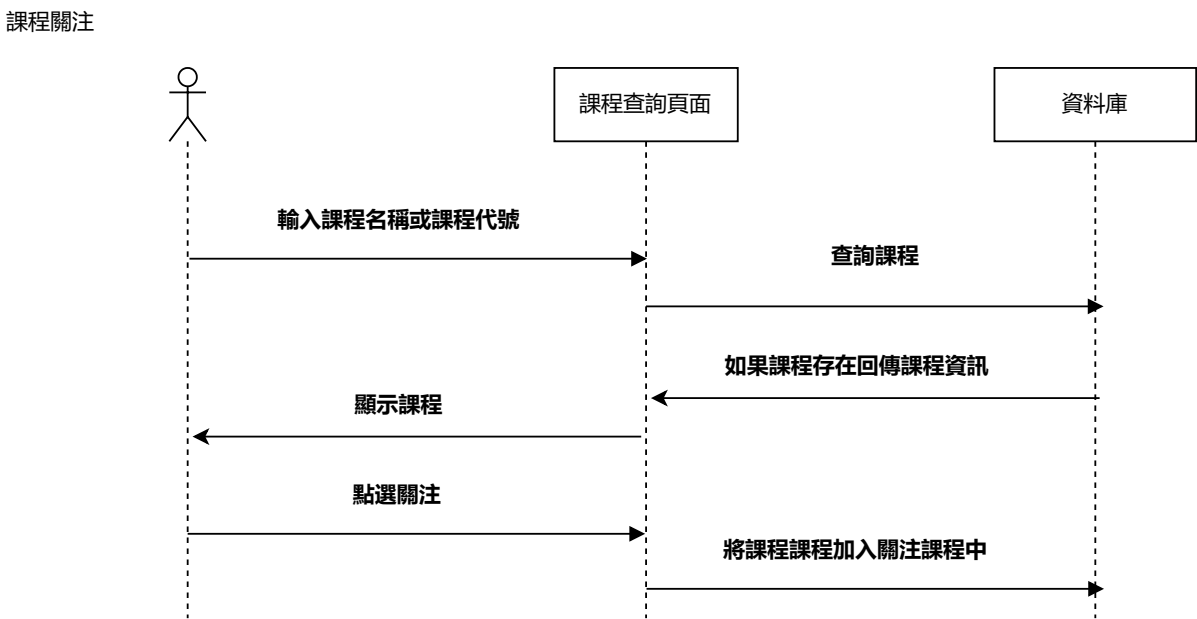 課程關注
課程查詢頁面
資料庫
輸入課程名稱或課程代號
查詢課程
如果課程存在回傳課程資訊
顯示課程
點選關注
將課程課程加入關注課程中